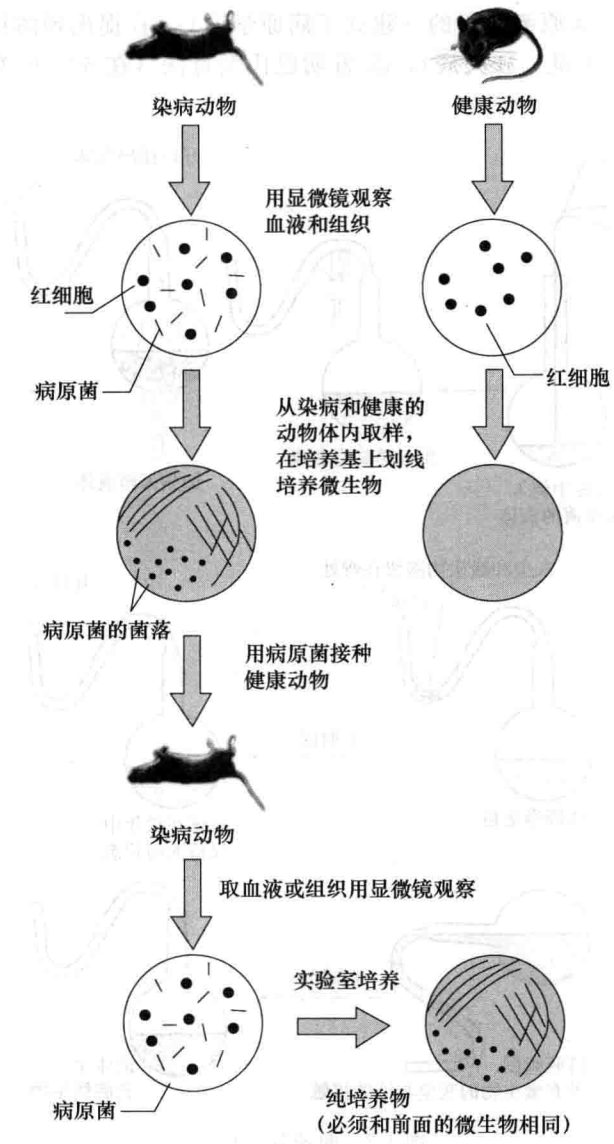 染病动物
健康动物
用显微镜观察
血液和组织
红细胞
病原菌
红细胞
从染病和健康的
动物体内取样，
在培养基上划线
培养微生物
病原菌的菌落
用病原菌接种
健康动物
染病动物
取血液或组织用显微镜观察
实验室培养
病原菌
纯培养物
（必须和前面的微生物相同）